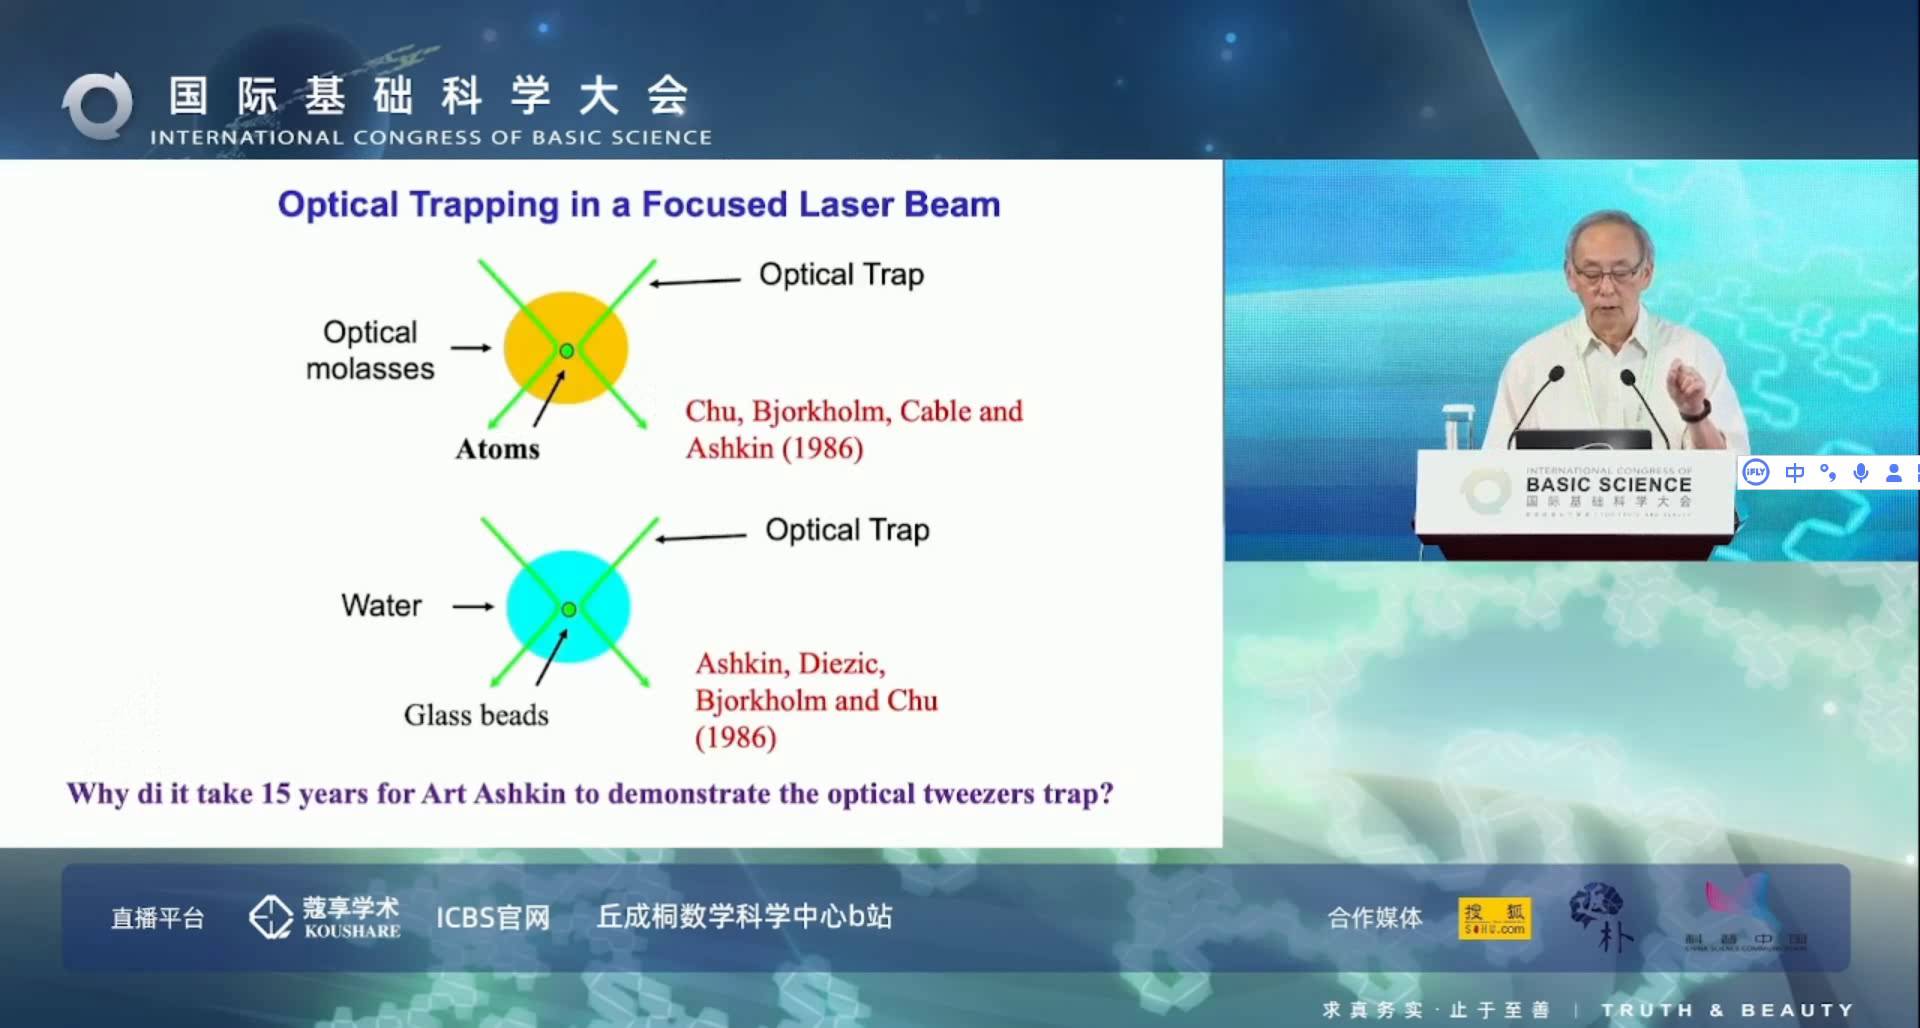 国际基础科学大会
INTERNATIONAL CONGRESS OF BASIC SCIENCE
Optical Trapping in a Focused Laser Beam
Optical Trap
Optical
molasses
Atoms
Chu, Bjorkholm, Cable and
Ashkin (1986)
Optical Trap
Water
Glass beads
Ashkin, Diezic,
Bjorkholm and Chu
(1986)
Why di it take 15 years for Art Ashkin to demonstrate the optical tweezers trap?
INTERNATIONAL CONGRESS OF
BASIC SCIENCE
国际基础科学大会
iFLY
中
直播平台
蔻享学术
KOUSHARE
ICBS官网
丘成桐数学科学中心b站
合作媒体
搜狐
SOHU.com
朴
科普中国
求真务实·止于至善 | TRUTH & BEAUTY